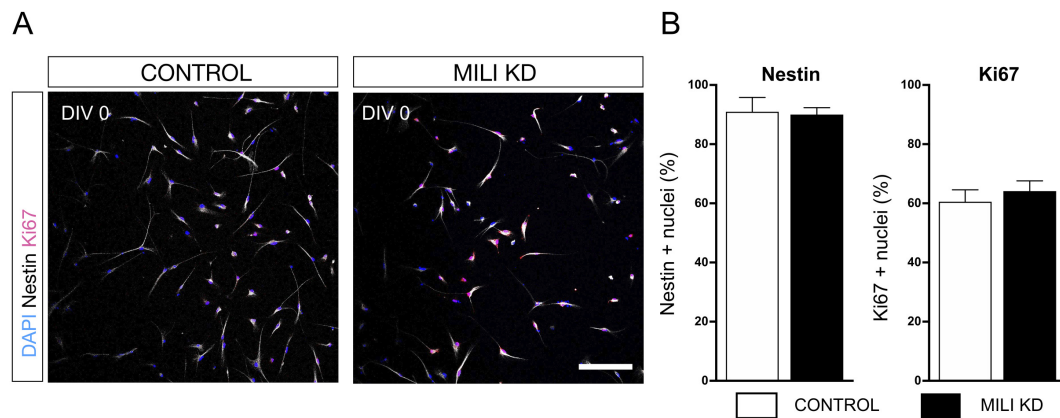 A
CONTROL
MILI KD
DAPI Nestin Ki67
DIV 0
DIV 0
B
Nestin
Nestin + nuclei (%)
100
80
60
40
20
0
Ki67
Ki67 + nuclei (%)
100
80
60
40
20
0
CONTROL
MILI KD